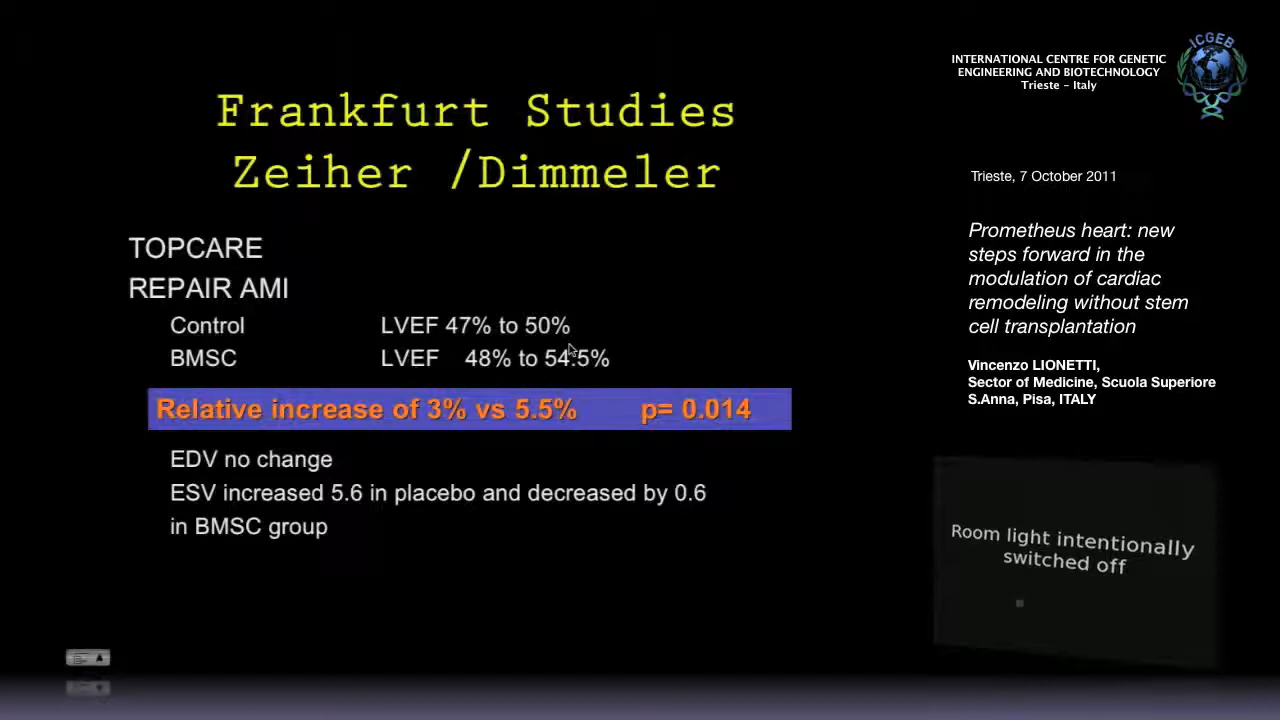 Frankfurt Studies
Zeiher /Dimmeler
TOPCARE
REPAIR AMI
Control LVEF 47% to 50%
BMSC LVEF 48% to 54.5%
Relative increase of 3% vs 5.5% p= 0.014
EDV no change
ESV increased 5.6 in placebo and decreased by 0.6
in BMSC group
INTERNATIONAL CENTRE FOR GENETIC
ENGINEERING AND BIOTECHNOLOGY
Trieste - Italy
ICGEB
Trieste, 7 October 2011
Prometheus heart: new
steps forward in the
modulation of cardiac
remodeling without stem
cell transplantation
Vincenzo LIONETTI,
Sector of Medicine, Scuola Superiore
S.Anna, Pisa, ITALY
Room light intentionally
switched off